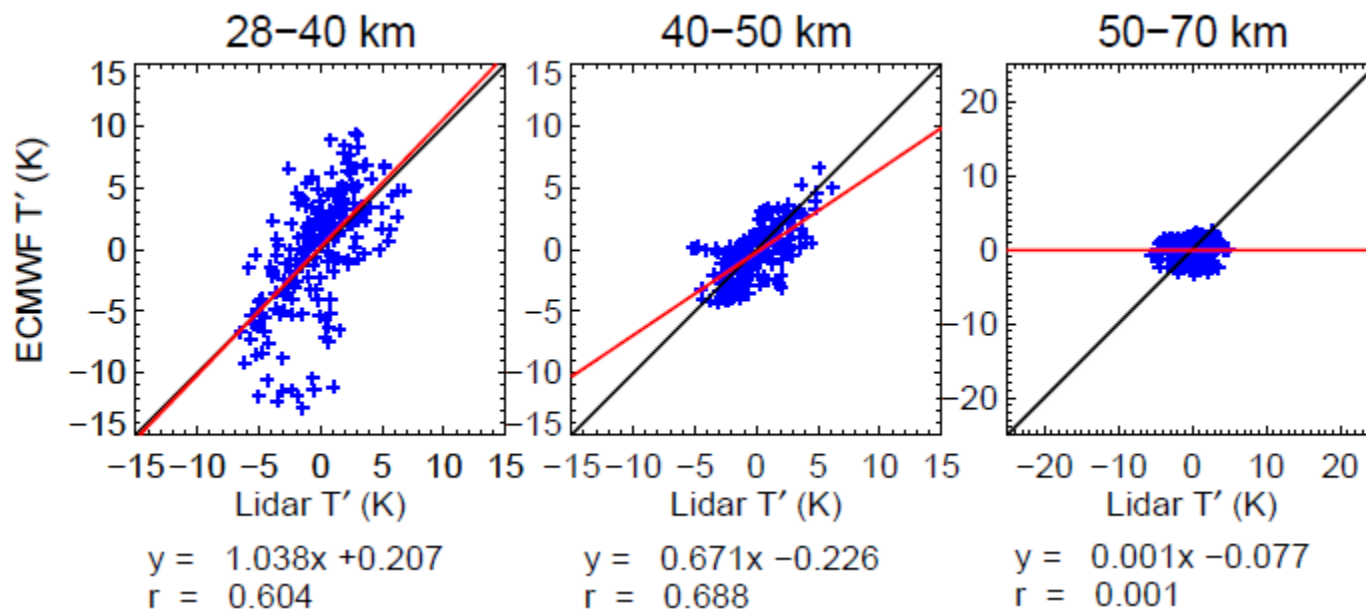 28−40 km
40−50 km
50−70 km
ECMWF T′ (K)
15
10
5
0
−5
−10
−15
−15 −10 −5 0 5 10 15
Lidar T′ (K)
15
10
5
0
−5
−10
−15
−15 −10 −5 0 5 10 15
Lidar T′ (K)
20
10
0
−10
−20
−20 −10 0 10 20
Lidar T′ (K)
y = 1.038x +0.207
r = 0.604
y = 0.671x −0.226
r = 0.688
y = 0.001x −0.077
r = 0.001